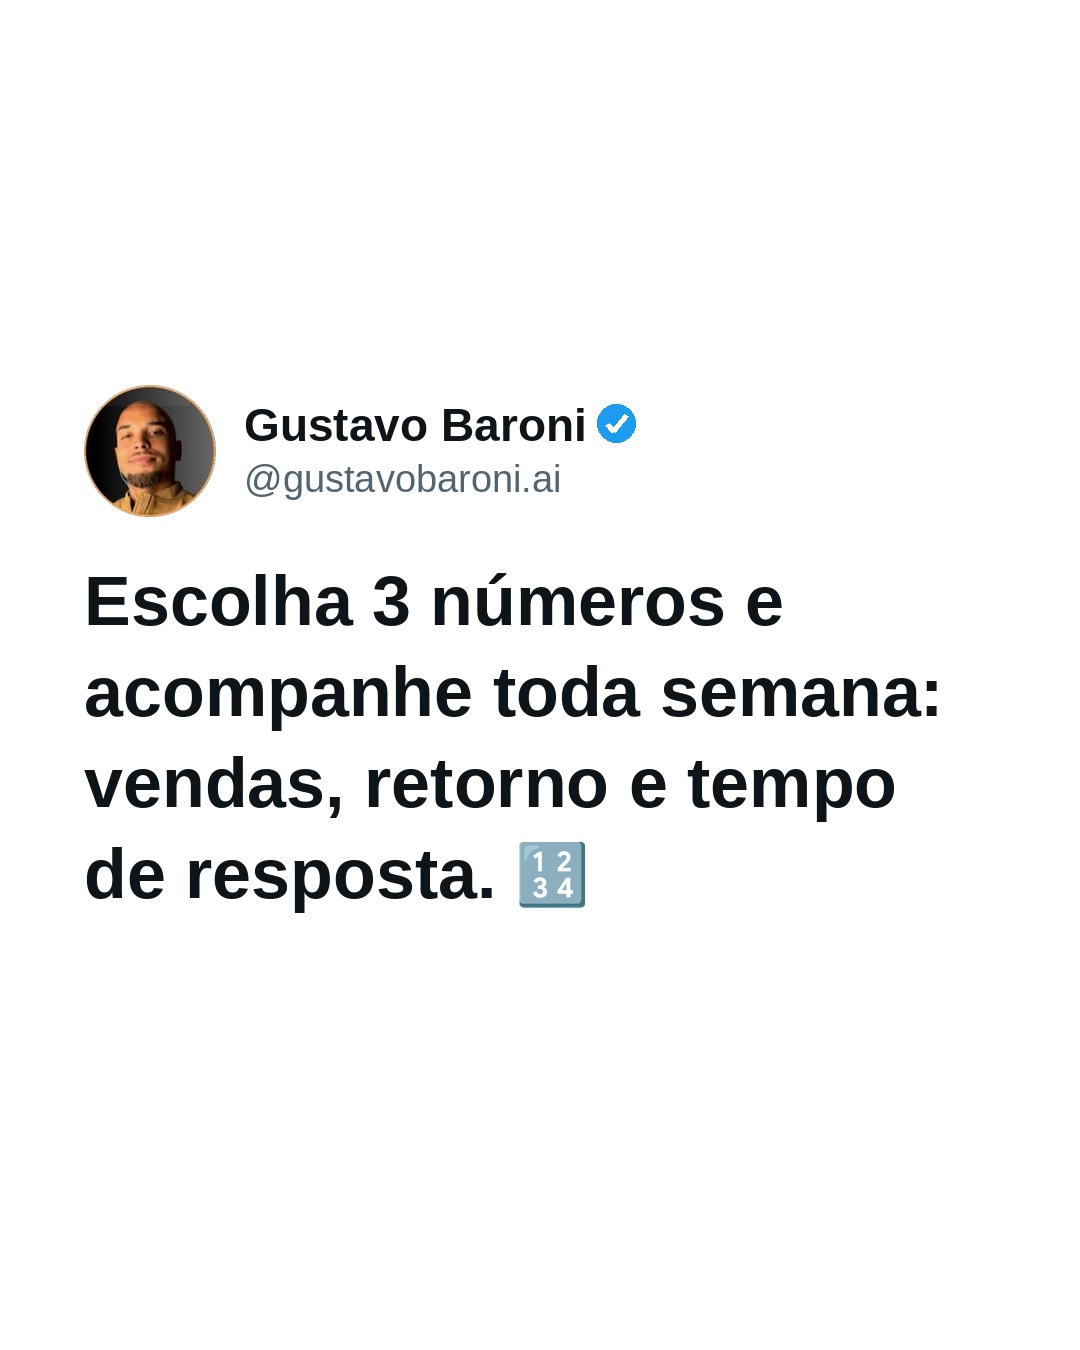 Gustavo Baroni
@gustavobaroni.ai
Escolha 3 números e
acompanhe toda semana:
vendas, retorno e tempo
de resposta. 🔢